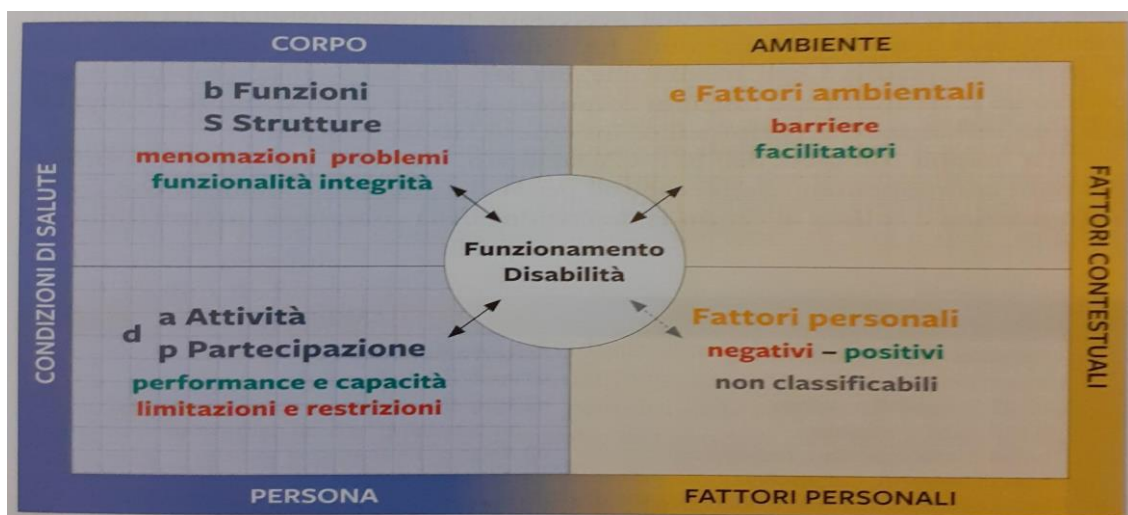 CORPO
AMBIENTE
CONDIZIONI DI SALUTE
b Funzioni
S Strutture
menomazioni problemi
funzionalità integrità
e Fattori ambientali
barriere
facilitatori
Funzionamento
Disabilità
d
a Attività
p Partecipazione
performance e capacità
limitazioni e restrizioni
Fattori personali
negativi – positivi
non classificabili
FATTORI CONTESTUALI
PERSONA
FATTORI PERSONALI